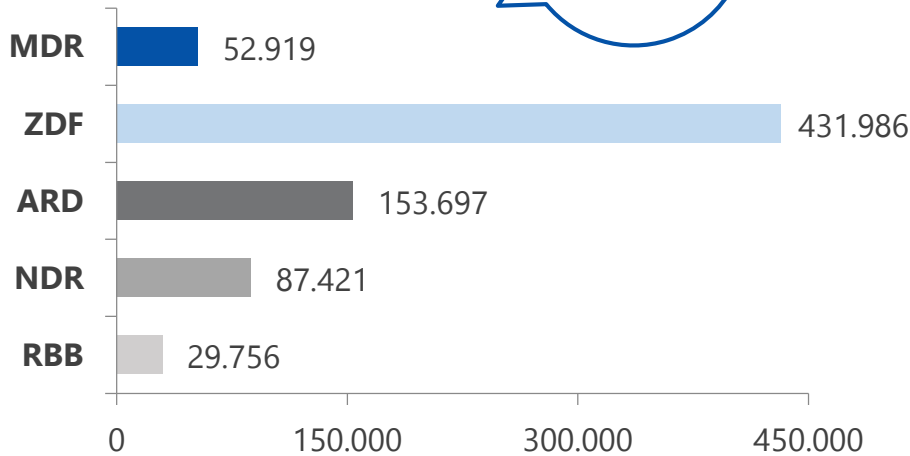 MDR 52.919
ZDF 431.986
ARD 153.697
NDR 87.421
RBB 29.756
0 150.000 300.000 450.000